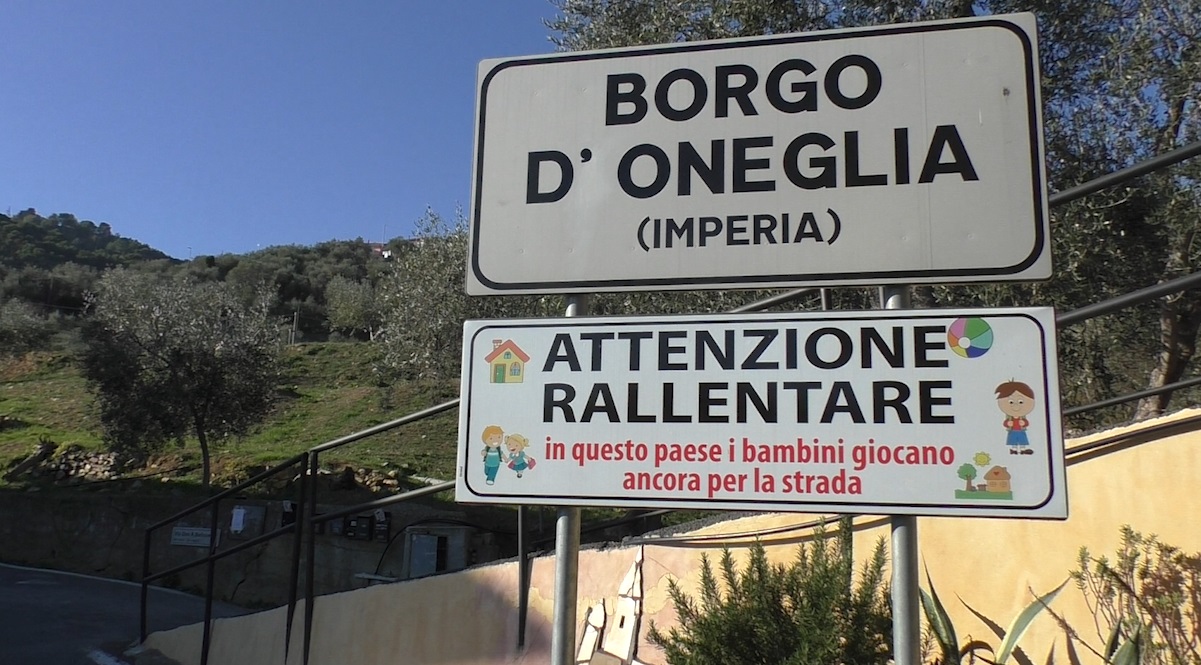 BORGO
D' ONEGLIA
(IMPERIA)
ATTENZIONE
RALLENTARE
in questo paese i bambini giocano
ancora per la strada